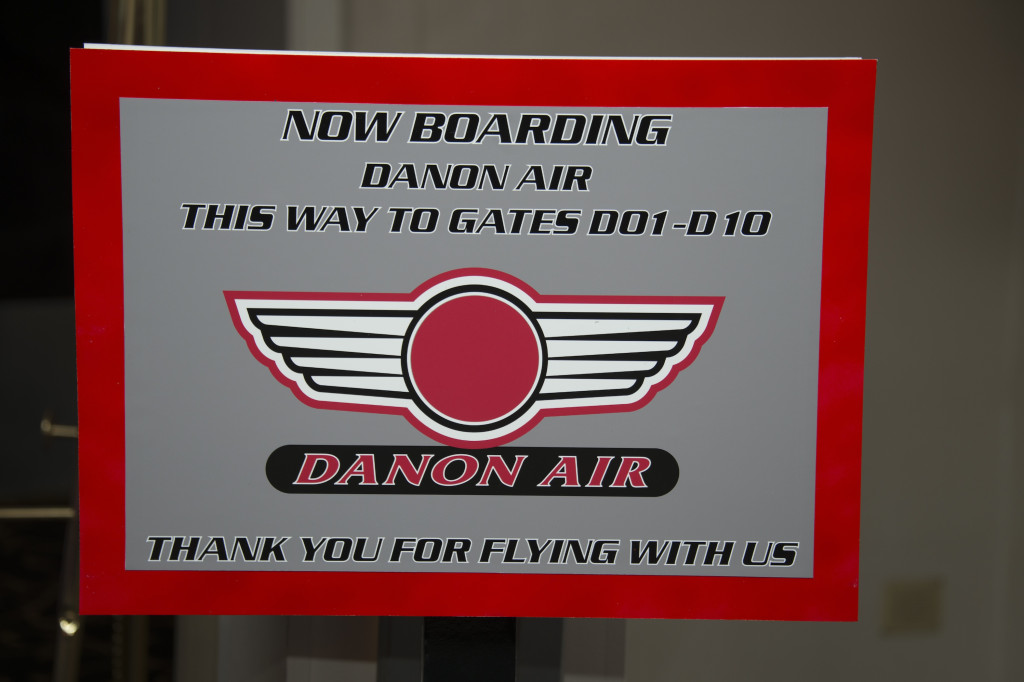 NOW BOARDING
DANON AIR
THIS WAY TO GATES D01-D10
DANON AIR
THANK YOU FOR FLYING WITH US